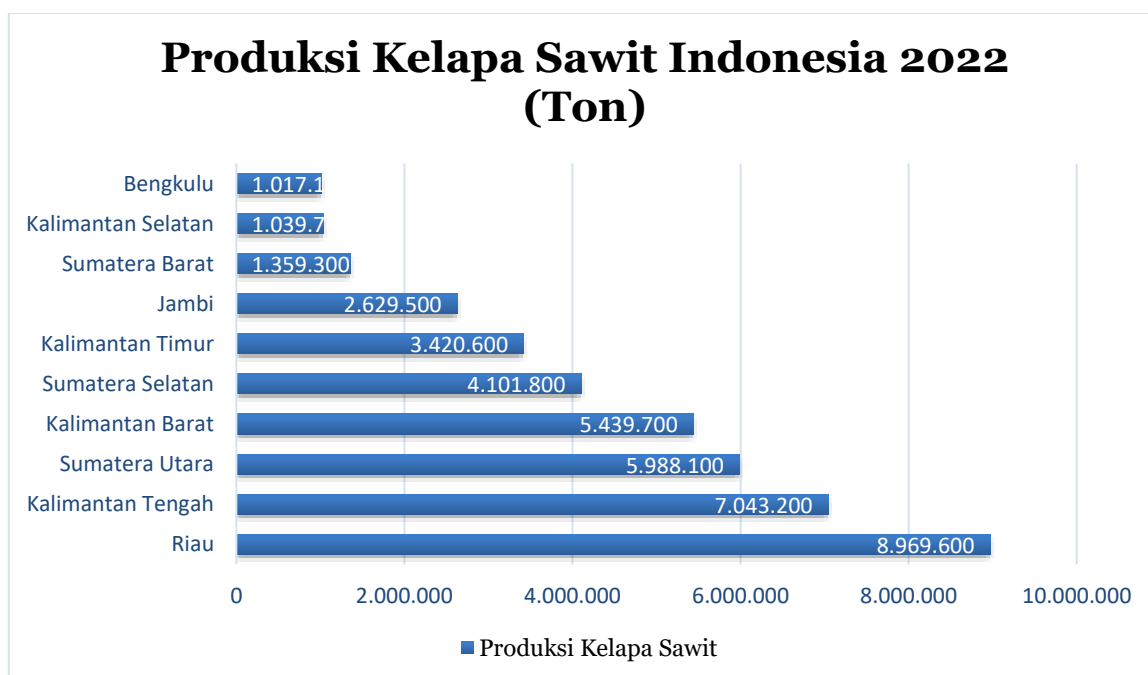 Produksi Kelapa Sawit Indonesia 2022
(Ton)
Bengkulu 1.017.1
Kalimantan Selatan 1.039.7
Sumatera Barat 1.359.300
Jambi 2.629.500
Kalimantan Timur 3.420.600
Sumatera Selatan 4.101.800
Kalimantan Barat 5.439.700
Sumatera Utara 5.988.100
Kalimantan Tengah 7.043.200
Riau 8.969.600
0 2.000.000 4.000.000 6.000.000 8.000.000 10.000.000
Produksi Kelapa Sawit